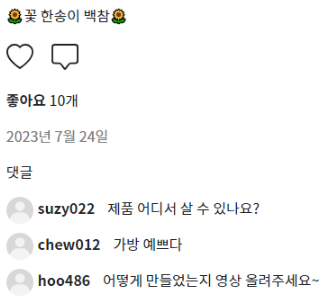 🌻꽃 한송이 백참🌻
좋아요 10개
2023년 7월 24일
댓글
suzy022 제품 어디서 살 수 있나요?
chew012 가방 예쁘다
hoo486 어떻게 만들었는지 영상 올려주세요~